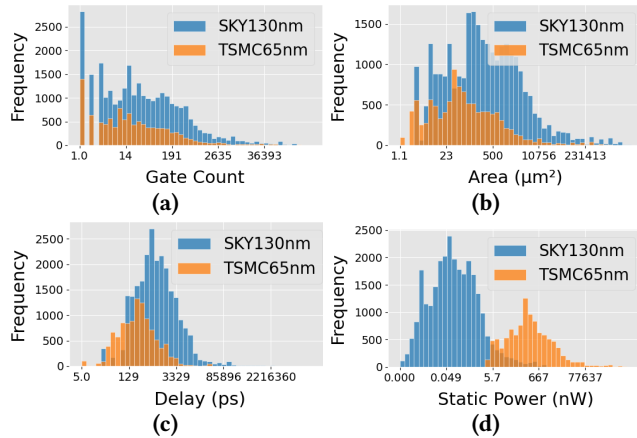 SKY130nm
TSMC65nm
Frequency
2500
2000
1500
1000
500
0
1.0 14 191 2635 36393
Gate Count
(a)
SKY130nm
TSMC65nm
Frequency
1500
1000
500
0
1.1 23 500 10756 231413
Area (μm²)
(b)
SKY130nm
TSMC65nm
Frequency
2500
2000
1500
1000
500
0
5.0 129 3329 85896 2216360
Delay (ps)
(c)
SKY130nm
TSMC65nm
Frequency
2500
2000
1500
1000
500
0
0.000 0.049 5.7 667 77637
Static Power (nW)
(d)